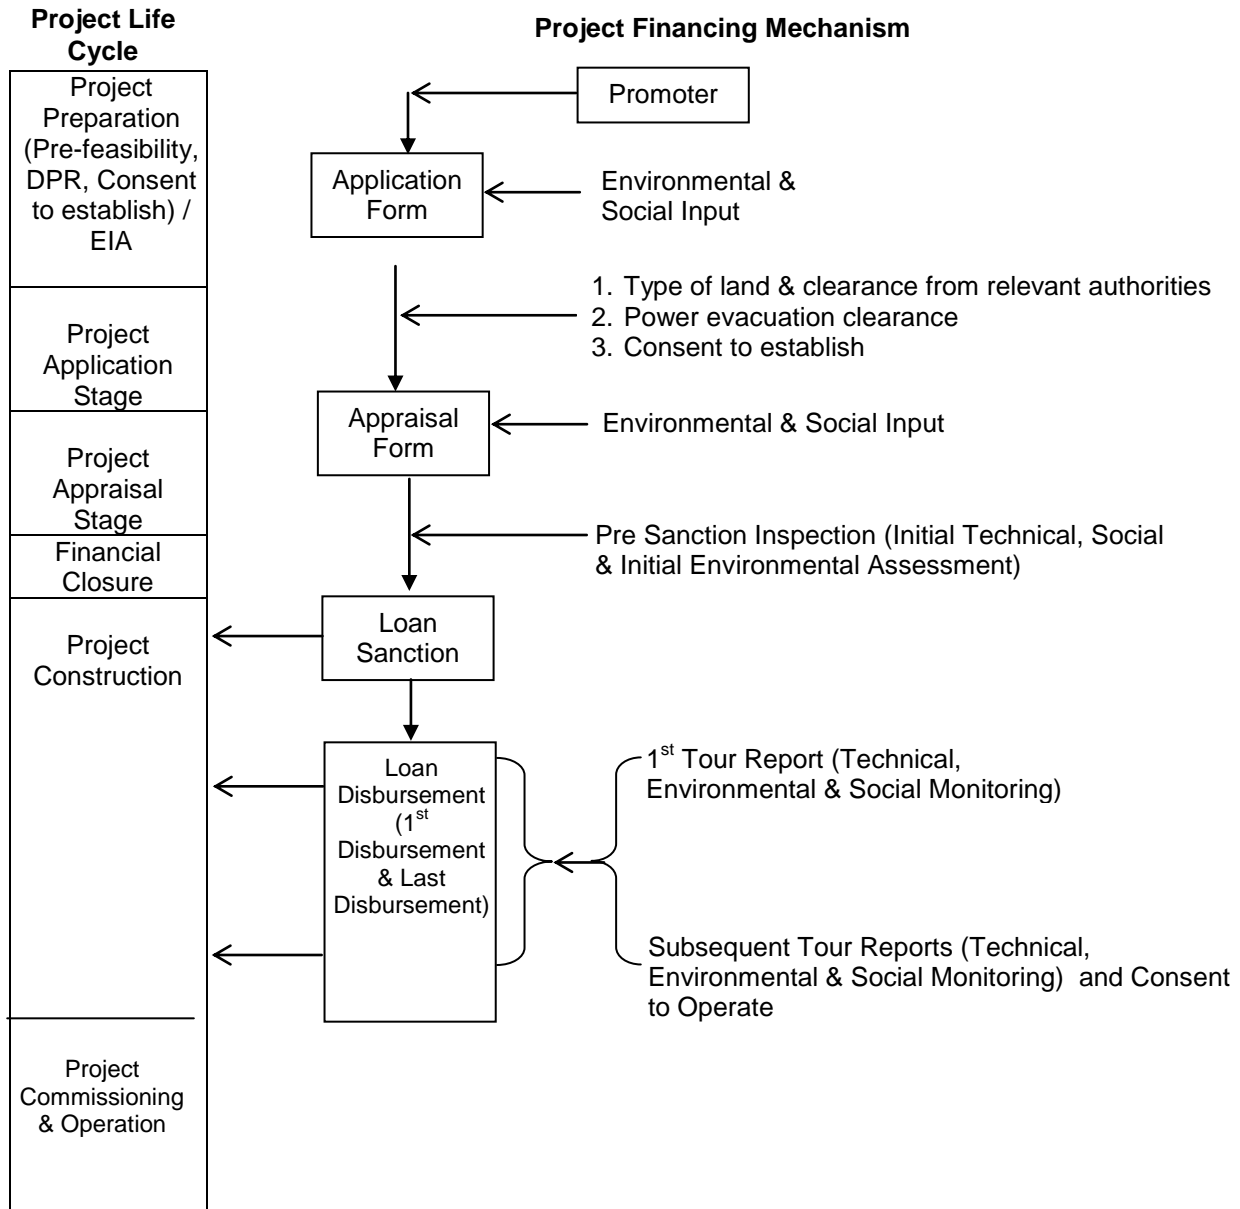 Project Life
Cycle
Project
Preparation
(Pre-feasibility,
DPR, Consent
to establish) /
EIA
Project
Application
Stage
Project
Appraisal
Stage
Financial
Closure
Project
Construction
Project
Commissioning
& Operation
Project Financing Mechanism
Promoter
Application
Form
Environmental &
Social Input
1. Type of land & clearance from relevant authorities
2. Power evacuation clearance
3. Consent to establish
Appraisal
Form
Environmental & Social Input
Pre Sanction Inspection (Initial Technical, Social
& Initial Environmental Assessment)
Loan
Sanction
Loan
Disbursement
(1st
Disbursement
& Last
Disbursement)
1st Tour Report (Technical,
Environmental & Social Monitoring)
Subsequent Tour Reports (Technical,
Environmental & Social Monitoring) and Consent
to Operate